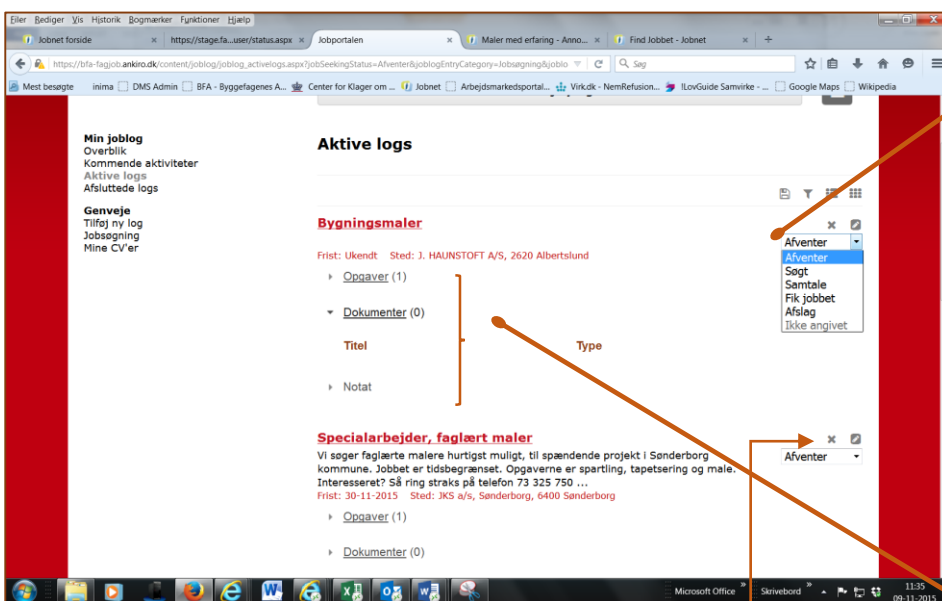 Filer Rediger Vis Historik Bogmærker Funktioner Hjælp
Jobnet forside × https://stage.fa...user/status.aspx × Jobportalen × Maler med erfaring - Anno... × Find Jobbet - Jobnet × +
https://bfa-fagjob.ankiro.dk/content/joblog/joblog_activelogs.aspx?jobSeekingStatus=Afventer&joblogEntryCategory=Jobsøgning&joblo Søg
Mest besøgte inima DMS Admin BFA - Byggefagenes A... Center for Klager om ... Jobnet Arbejdsmarkedsportal... Virk.dk - NemRefusion... !LovGuide Samvirke - ... Google Maps Wikipedia
Min joblog
Overblik
Kommende aktiviteter
Aktive logs
Afsluttede logs
Genveje
Tilføj ny log
Jobsøgning
Mine CV'er
Aktive logs
Bygningsmaler
Afventer
Afventer
Søgt
Samtale
Fik jobbet
Afslag
Ikke angivet
Frist: Ukendt Sted: J. HAUNSTOFT A/S, 2620 Albertslund
Opgaver (1)
Dokumenter (0)
Titel Type
Notat
Specialarbejder, faglært maler
Afventer
Vi søger faglærte malere hurtigst muligt, til spændende projekt i Sønderborg
kommune. Jobbet er tidsbegrænset. Opgaverne er spartling, tapetsering og male.
Interesseret? Så ring straks på telefon 73 325 750 ...
Frist: 30-11-2015 Sted: JKS a/s, Sønderborg, 6400 Sønderborg
Opgaver (1)
Dokumenter (0)
Microsoft Office » Skrivebord » 11:35
09-11-2015